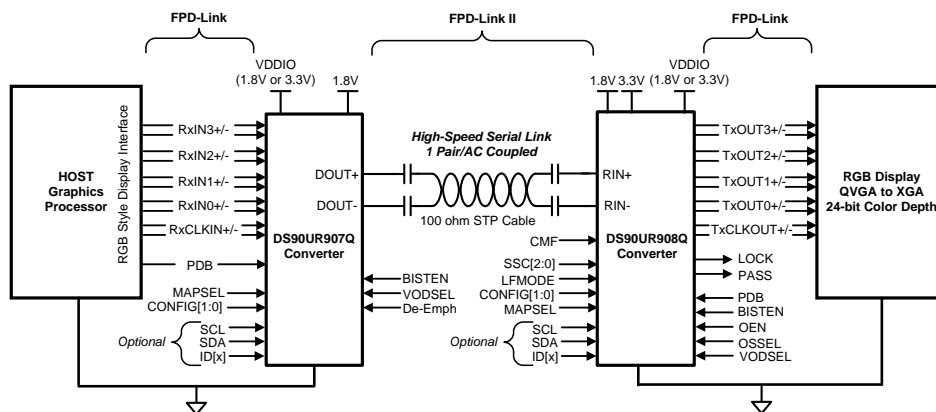 FPD-Link
FPD-Link II
FPD-Link
VDDIO
(1.8V or 3.3V)
1.8V
1.8V
3.3V
VDDIO
(1.8V or 3.3V)
HOST
Graphics
Processor
RGB Style Display Interface
RxIN3+/-
RxIN2+/-
RxIN1+/-
RxIN0+/-
RxCLKIN+/-
PDB
MAPSEL
CONFIG[1:0]
Optional
SCL
SDA
ID[x]
DOUT+
DOUT-
DS90UR907Q
Converter
BISTEN
VODSEL
De-Emph
High-Speed Serial Link
1 Pair/AC Coupled
100 ohm STP Cable
CMF
SSC[2:0]
LFMODE
CONFIG[1:0]
MAPSEL
Optional
SCL
SDA
ID[x]
RIN+
RIN-
DS90UR908Q
Converter
TxOUT3+/-
TxOUT2+/-
TxOUT1+/-
TxOUT0+/-
TxCLKOUT+/-
LOCK
PASS
PDB
BISTEN
OEN
OSSEL
VODSEL
RGB Display
QVGA to XGA
24-bit Color Depth